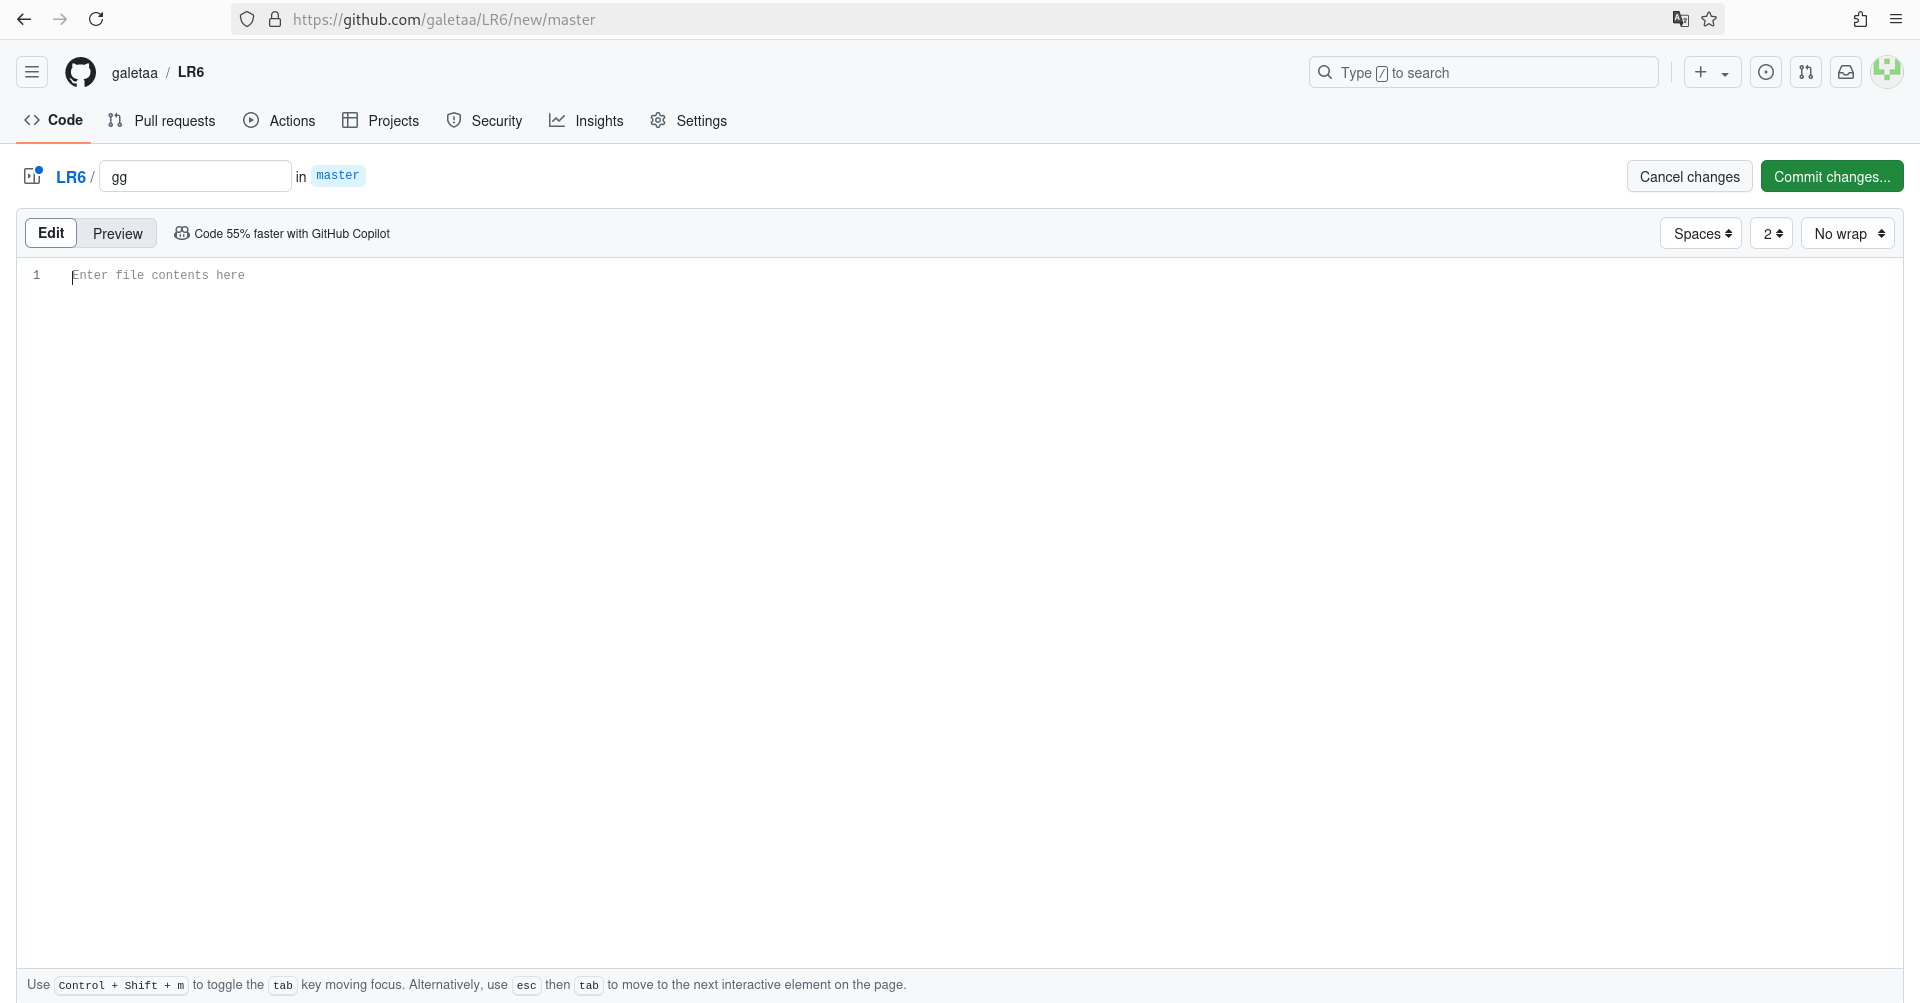 https://github.com/galetaa/LR6/new/master
galetaa / LR6
Type / to search
Code Pull requests Actions Projects Security Insights Settings
LR6 / gg in master
Cancel changes Commit changes...
Edit Preview Code 55% faster with GitHub Copilot
Spaces 2 No wrap
1 Enter file contents here
Use Control + Shift + m to toggle the tab key moving focus. Alternatively, use esc then tab to move to the next interactive element on the page.